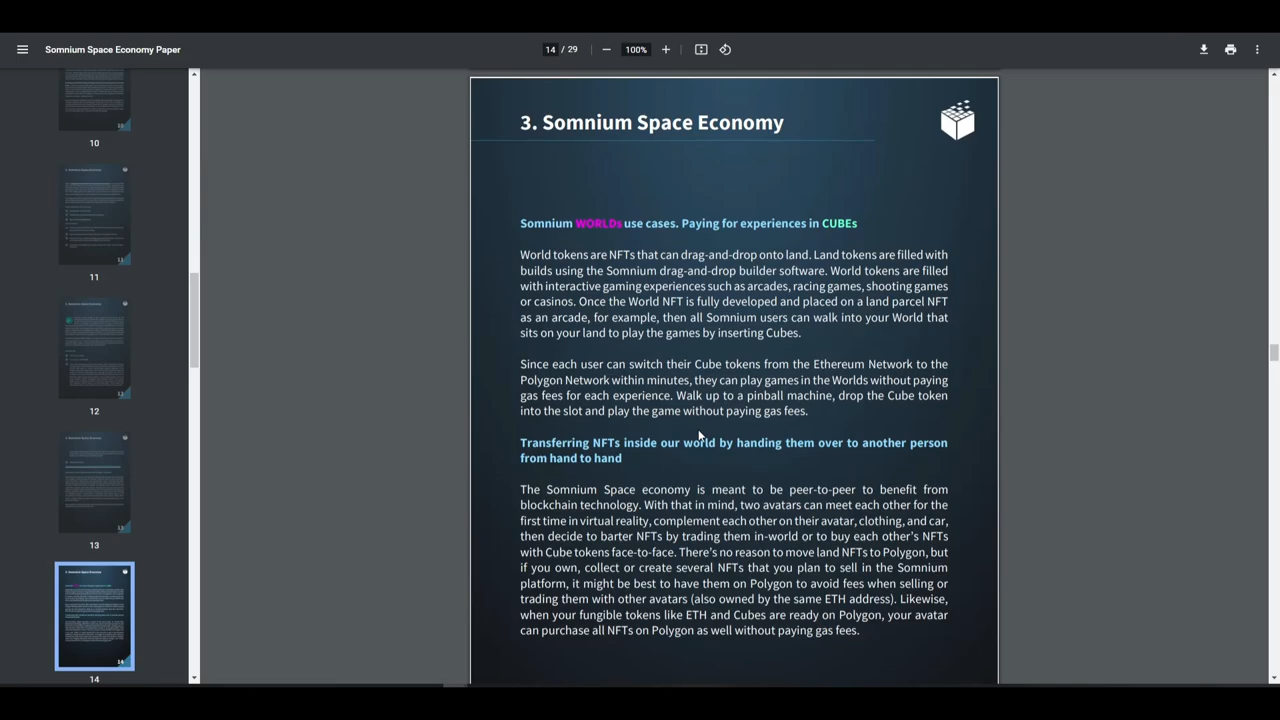 Somnium Space Economy Paper
14 / 29
100%
10
11
12
13
14
3. Somnium Space Economy
Somnium WORLDs use cases. Paying for experiences in CUBEs
World tokens are NFTs that can drag-and-drop onto land. Land tokens are filled with
builds using the Somnium drag-and-drop builder software. World tokens are filled
with interactive gaming experiences such as arcades, racing games, shooting games
or casinos. Once the World NFT is fully developed and placed on a land parcel NFT
as an arcade, for example, then all Somnium users can walk into your World that
sits on your land to play the games by inserting Cubes.
Since each user can switch their Cube tokens from the Ethereum Network to the
Polygon Network within minutes, they can play games in the Worlds without paying
gas fees for each experience. Walk up to a pinball machine, drop the Cube token
into the slot and play the game without paying gas fees.
Transferring NFTs inside our world by handing them over to another person
from hand to hand
The Somnium Space economy is meant to be peer-to-peer to benefit from
blockchain technology. With that in mind, two avatars can meet each other for the
first time in virtual reality, complement each other on their avatar, clothing, and car,
then decide to barter NFTs by trading them in-world or to buy each other's NFTs
with Cube tokens face-to-face. There's no reason to move land NFTs to Polygon, but
if you own, collect or create several NFTs that you plan to sell in the Somnium
platform, it might be best to have them on Polygon to avoid fees when selling or
trading them with other avatars (also owned by the same ETH address). Likewise,
when your fungible tokens like ETH and Cubes are ready on Polygon, your avatar
can purchase all NFTs on Polygon as well without paying gas fees.